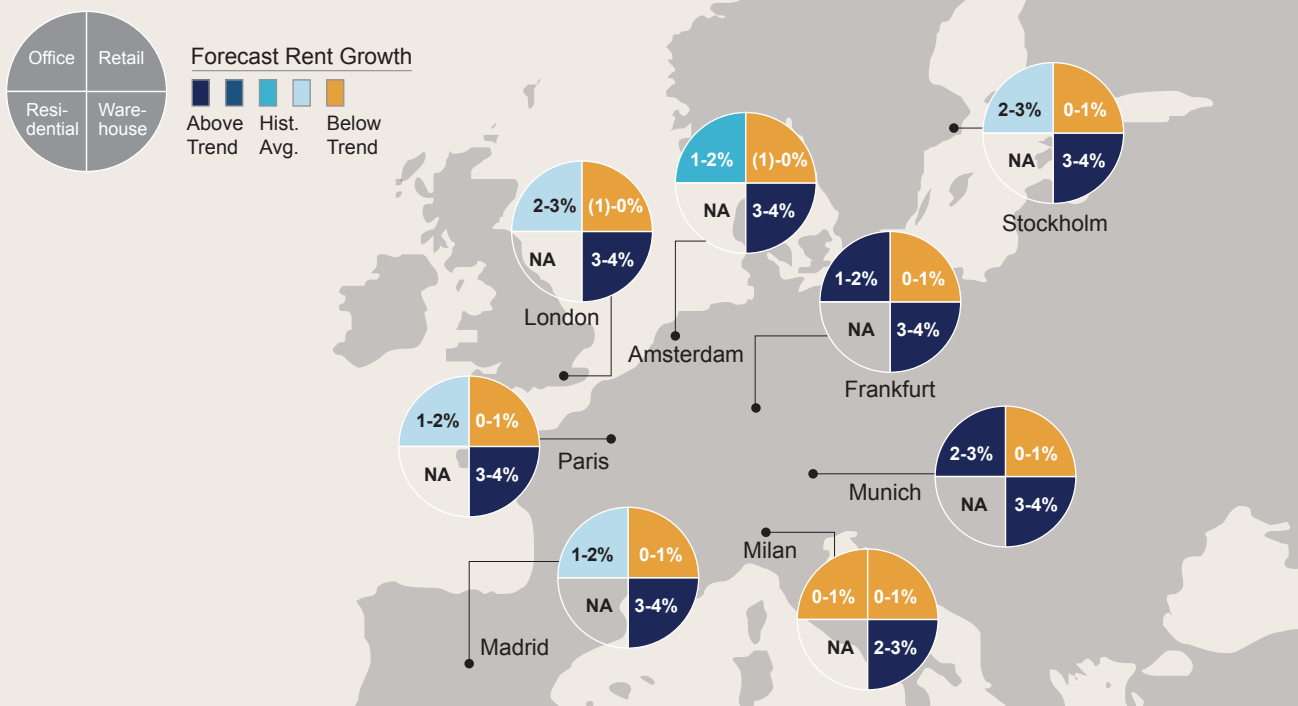 Office
Retail
Resi-
dential
Ware-
house
Forecast Rent Growth
Above
Trend
Hist.
Avg.
Below
Trend
2-3%
0-1%
NA
3-4%
Stockholm
1-2%
(1)-0%
NA
3-4%
Amsterdam
2-3%
(1)-0%
NA
3-4%
London
1-2%
0-1%
NA
3-4%
Frankfurt
1-2%
0-1%
NA
3-4%
Paris
2-3%
0-1%
NA
3-4%
Munich
1-2%
0-1%
NA
3-4%
Madrid
Milan
0-1%
0-1%
NA
2-3%